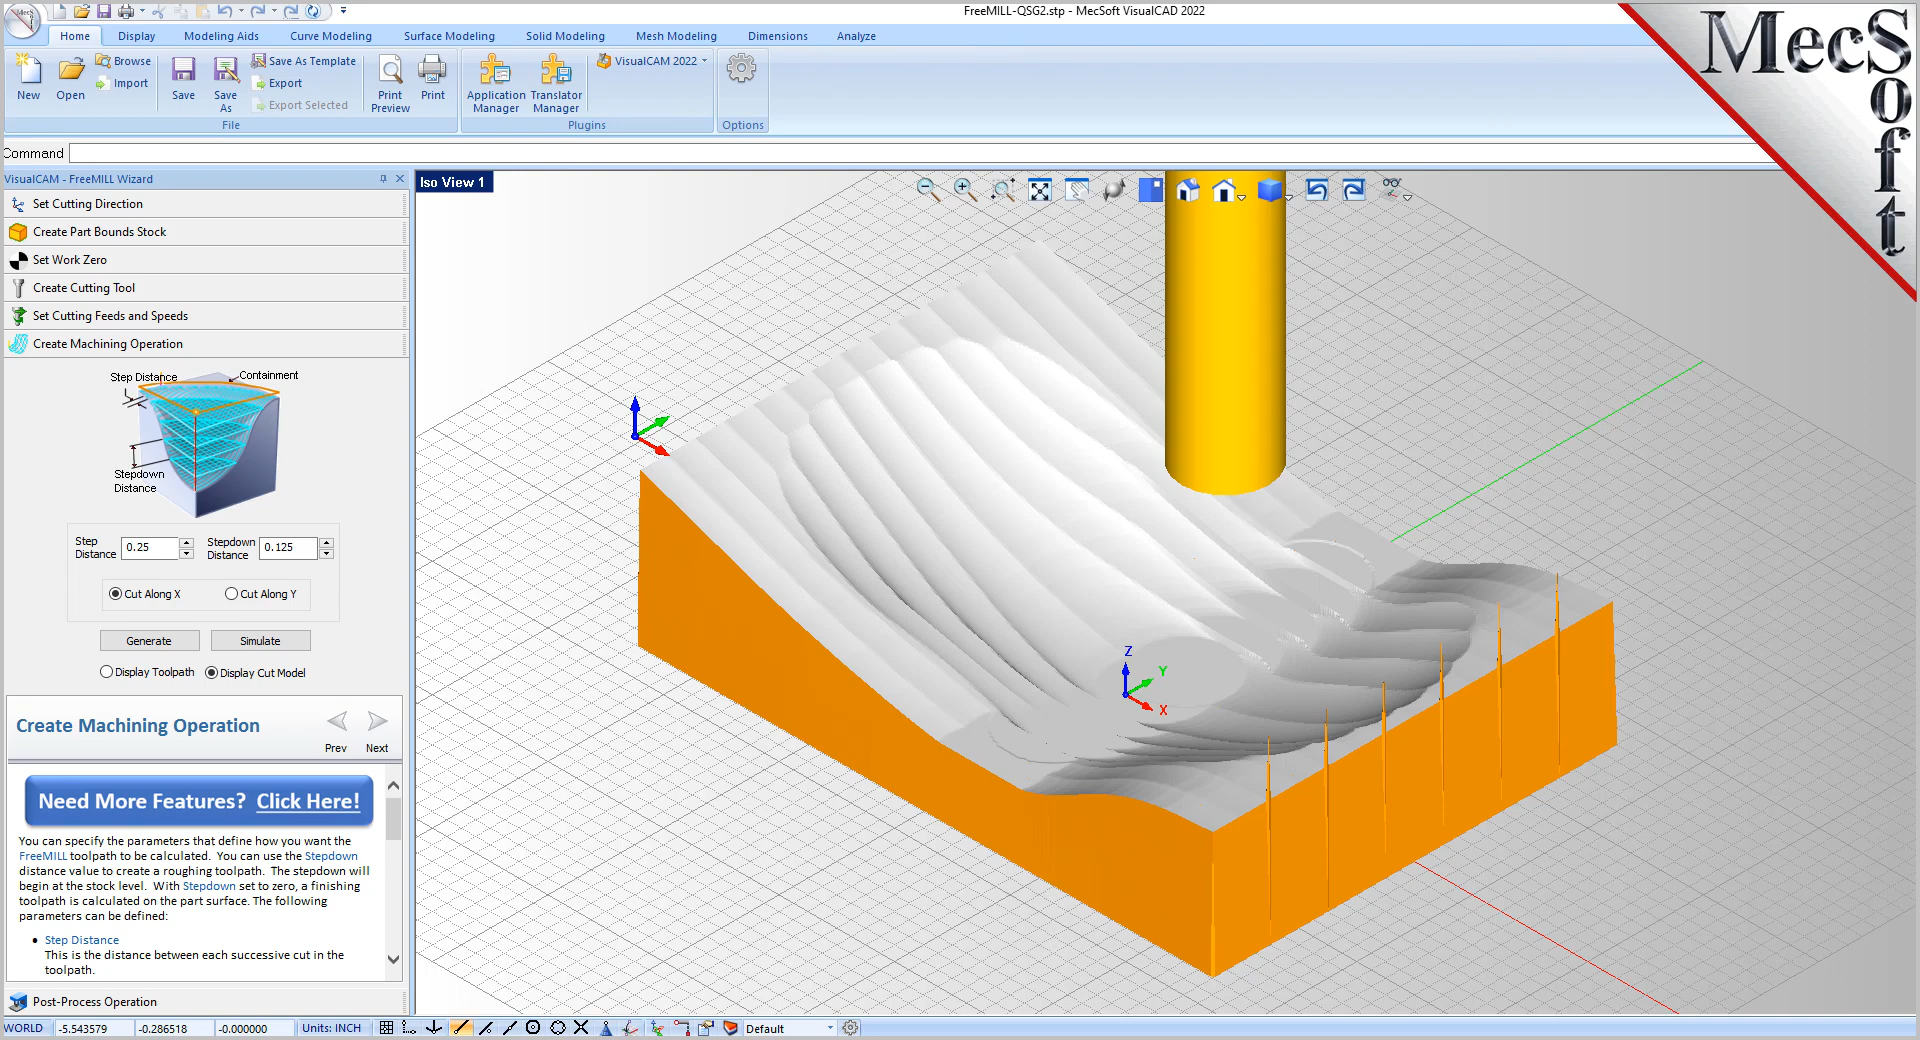 FreeMILL-QSG2.stp - MecSoft VisualCAD 2022
MecSoft
Home Display Modeling Aids Curve Modeling Surface Modeling Solid Modeling Mesh Modeling Dimensions Analyze
New
Open
Browse
Import
Save
Save As
Save As Template
Export
Export Selected
Print Preview
Print
File
Application Manager
Translator Manager
VisualCAM 2022
Plugins
Options
Command
VisualCAM - FreeMILL Wizard
Set Cutting Direction
Create Part Bounds Stock
Set Work Zero
Create Cutting Tool
Set Cutting Feeds and Speeds
Create Machining Operation
Step Distance
Containment
Stepdown
Distance
Step Distance 0.25
Stepdown Distance 0.125
Cut Along X
Cut Along Y
Generate
Simulate
Display Toolpath
Display Cut Model
Create Machining Operation
Prev
Next
Need More Features? Click Here!
You can specify the parameters that define how you want the
FreeMILL toolpath to be calculated. You can use the Stepdown
distance value to create a roughing toolpath. The stepdown will
begin at the stock level. With Stepdown set to zero, a finishing
toolpath is calculated on the part surface. The following
parameters can be defined:
• Step Distance
This is the distance between each successive cut in the
toolpath.
Post-Process Operation
Iso View 1
Z
Y
X
WORLD -5.543579 -0.286518 -0.000000 Units: INCH Default